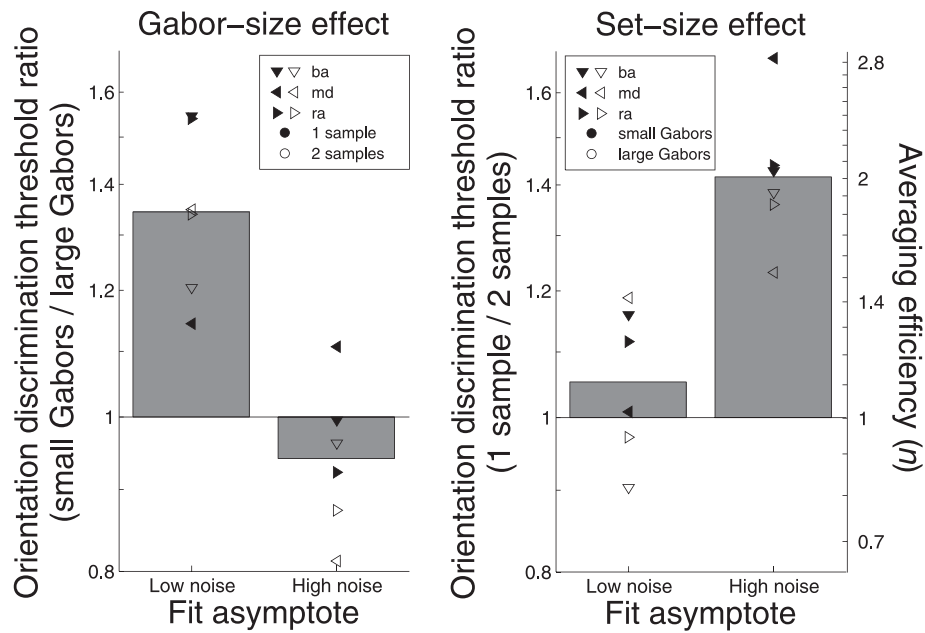 Gabor–size effect
Orientation discrimination threshold ratio
(small Gabors / large Gabors)
1.6
1.4
1.2
1
0.8
ba
md
ra
1 sample
2 samples
Low noise
High noise
Fit asymptote
Set–size effect
Orientation discrimination threshold ratio
(1 sample / 2 samples)
1.6
1.4
1.2
1
0.8
ba
md
ra
small Gabors
large Gabors
Low noise
High noise
Fit asymptote
2.8
2
1.4
1
0.7
Averaging efficiency (n)